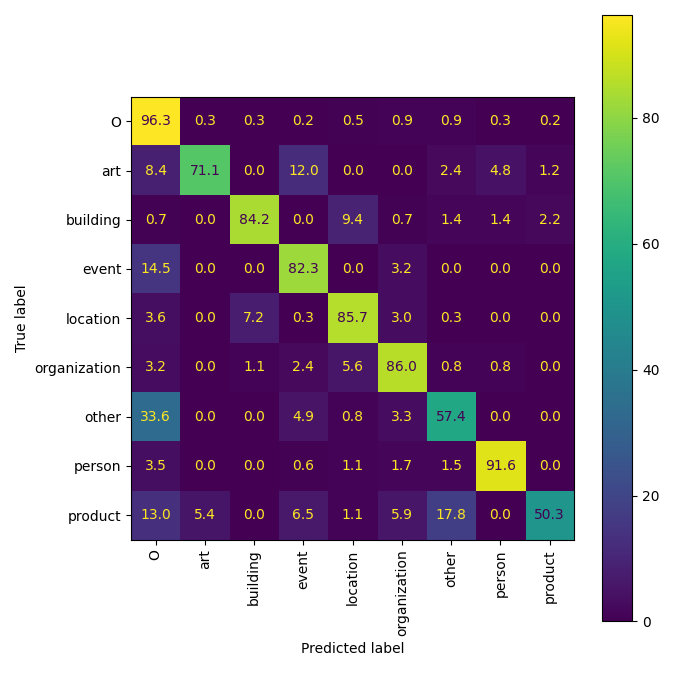 O 96.3 0.3 0.3 0.2 0.5 0.9 0.9 0.3 0.2
art 8.4 71.1 0.0 12.0 0.0 0.0 2.4 4.8 1.2
building 0.7 0.0 84.2 0.0 9.4 0.7 1.4 1.4 2.2
event 14.5 0.0 0.0 82.3 0.0 3.2 0.0 0.0 0.0
location 3.6 0.0 7.2 0.3 85.7 3.0 0.3 0.0 0.0
organization 3.2 0.0 1.1 2.4 5.6 86.0 0.8 0.8 0.0
other 33.6 0.0 0.0 4.9 0.8 3.3 57.4 0.0 0.0
person 3.5 0.0 0.0 0.6 1.1 1.7 1.5 91.6 0.0
product 13.0 5.4 0.0 6.5 1.1 5.9 17.8 0.0 50.3
True label
O art building event location organization other person product
Predicted label
80
60
40
20
0